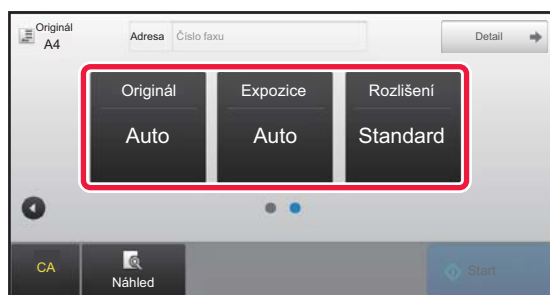 Originál
A4
Adresa
Číslo faxu
Detail
Originál
Expozice
Rozlišení
Auto
Auto
Standard
CA
Náhled
Start